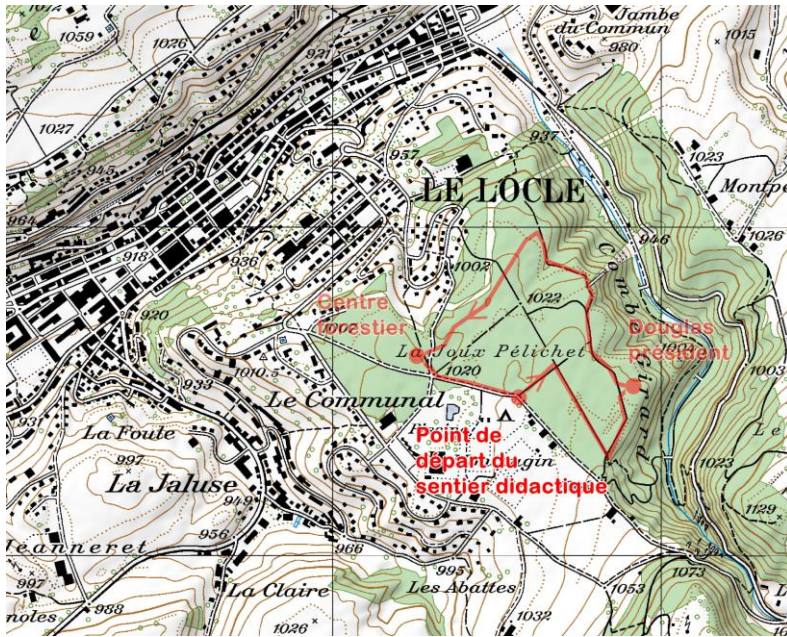 1059
1026
921
Jambe
du Commun
980
1015
1027
945
957
937
1023
LE LOCLE
Montpe
964
918
936
1002
946
1026
Centre
forestier
1022
Combe Girard
Douglas
président
920
1010.5
La Joux Pélichet
1020
1003
933
Le Communal
La Foule
Point de
départ du
sentier didactique
997
La Jaluse
949
1023
1129
Jeanneret
956
966
995
997
988
La Claire
Les Abattes
1053
1073
1026
1032